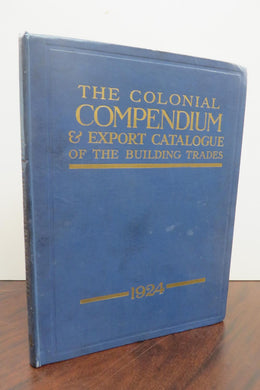 THE COLONIAL
COMPENDIUM
& EXPORT CATALOGUE
OF THE BUILDING TRADES
1924